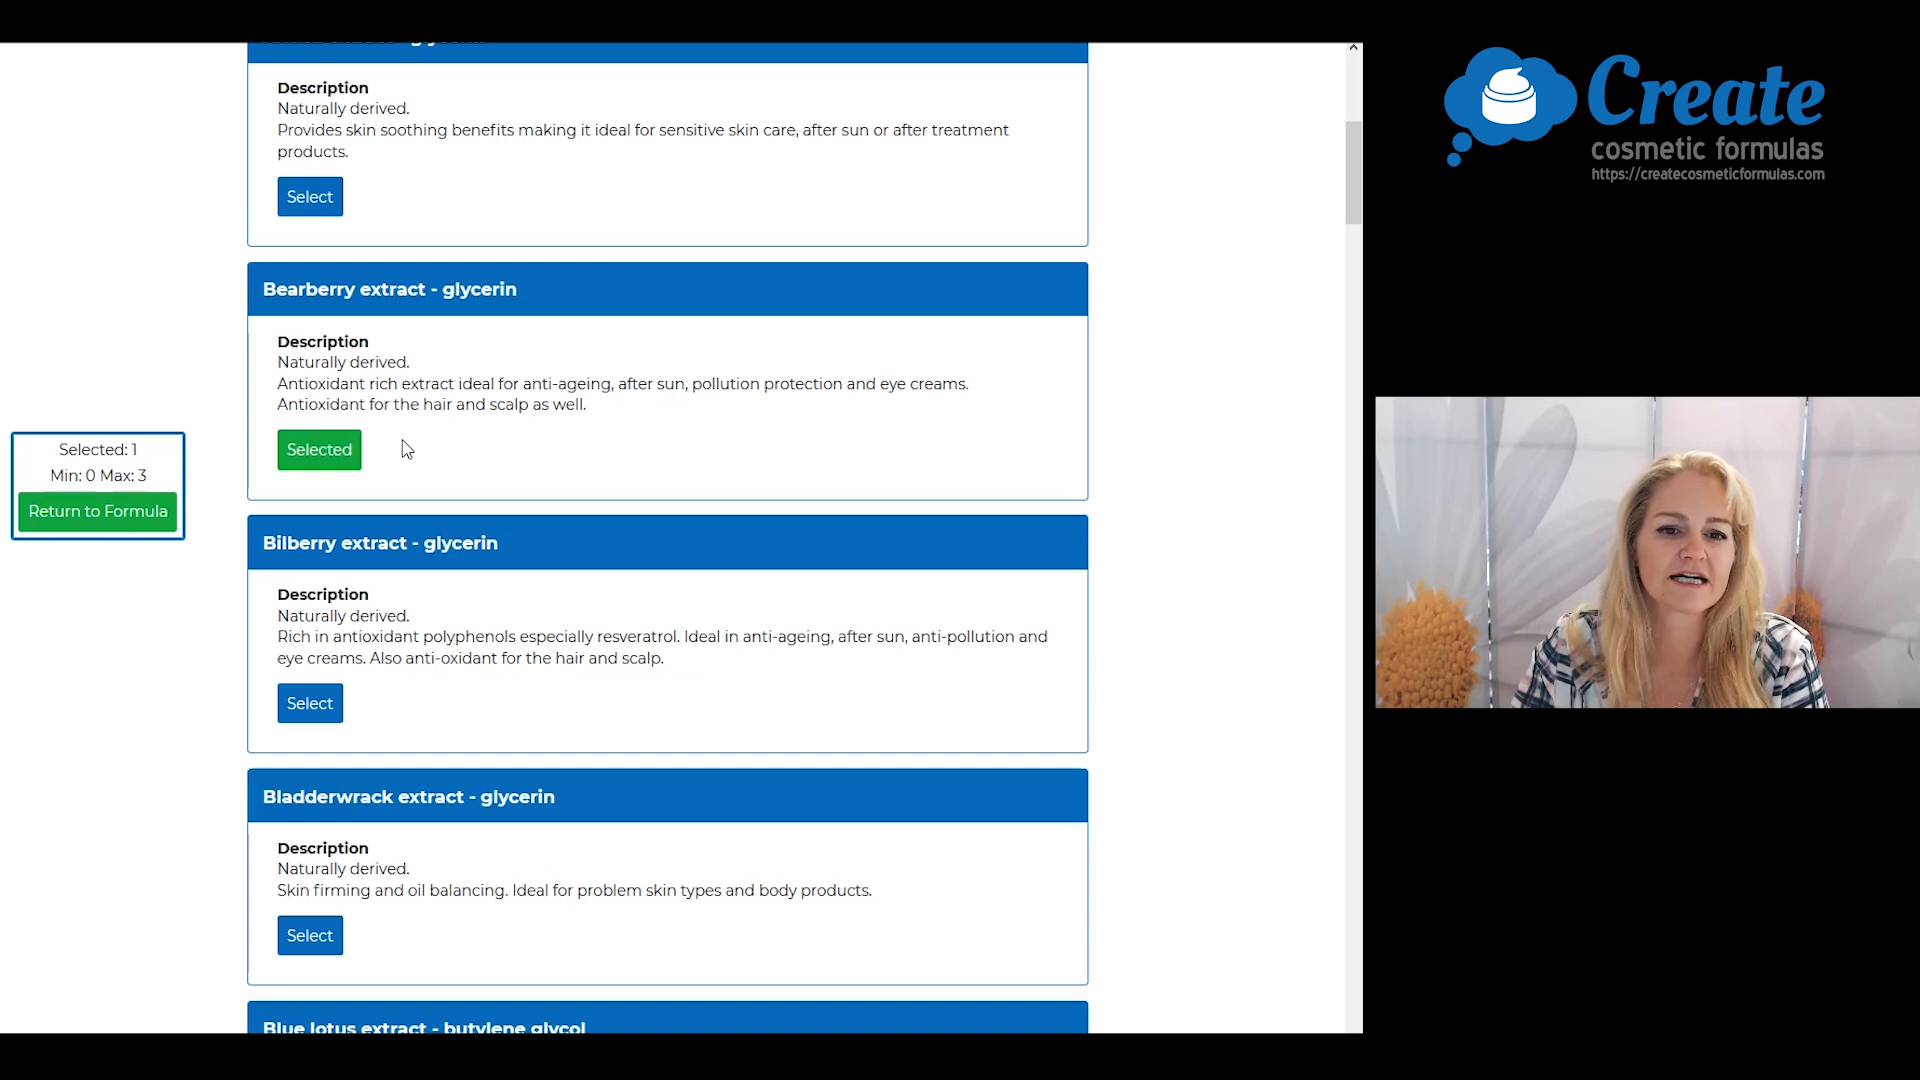 Description
Naturally derived.
Provides skin soothing benefits making it ideal for sensitive skin care, after sun or after treatment
products.
Select
Bearberry extract - glycerin
Description
Naturally derived.
Antioxidant rich extract ideal for anti-ageing, after sun, pollution protection and eye creams.
Antioxidant for the hair and scalp as well.
Selected
Selected: 1
Min: 0 Max: 3
Return to Formula
Bilberry extract - glycerin
Description
Naturally derived.
Rich in antioxidant polyphenols especially resveratrol. Ideal in anti-ageing, after sun, anti-pollution and
eye creams. Also anti-oxidant for the hair and scalp.
Select
Bladderwrack extract - glycerin
Description
Naturally derived.
Skin firming and oil balancing. Ideal for problem skin types and body products.
Select
Blue lotus extract - butylene glycol
Create
cosmetic formulas
https://createcosmeticformulas.com